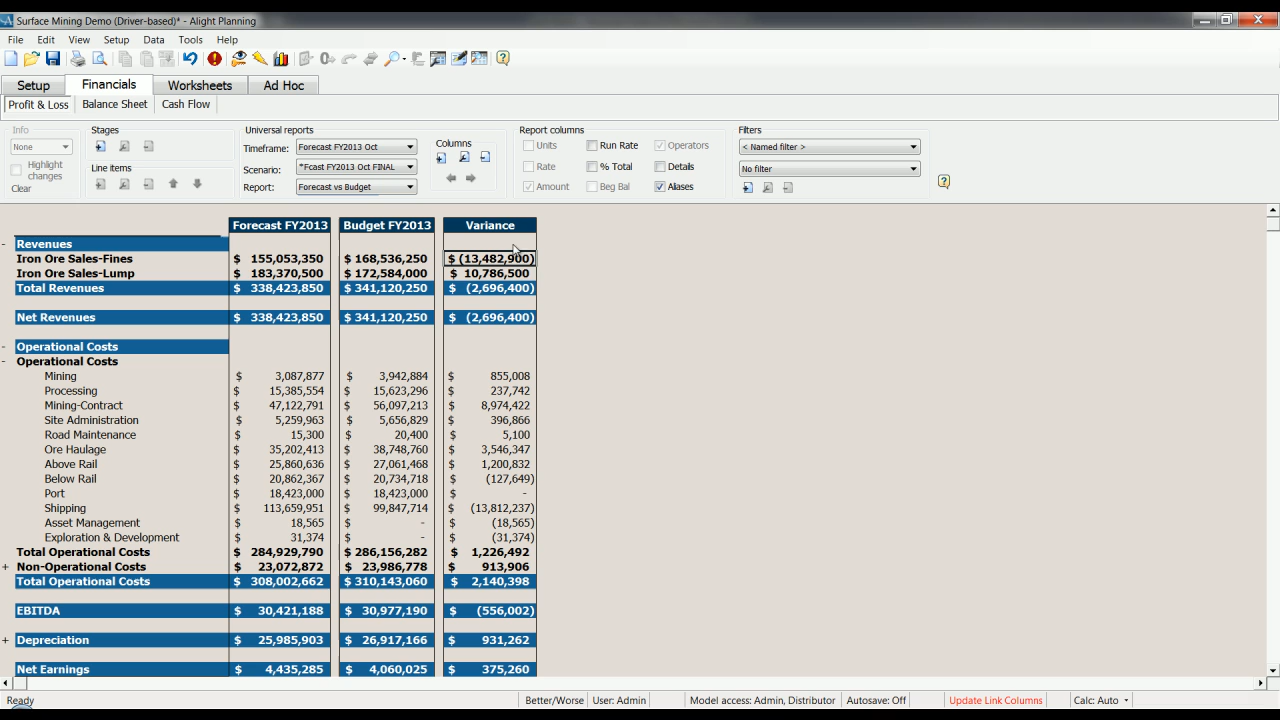 Surface Mining Demo (Driver-based)* - Alight Planning
File Edit View Setup Data Tools Help
Setup Financials Worksheets Ad Hoc
Profit & Loss Balance Sheet Cash Flow
Info Stages Universal reports Report columns Filters
None Timeframe: Forecast FY2013 Oct Columns Units Run Rate Operators < Named filter >
Highlight changes Line items Scenario: *Fcast FY2013 Oct FINAL Rate % Total Details No filter
Clear Report: Forecast vs Budget Amount Beg Bal Aliases
Forecast FY2013 Budget FY2013 Variance
- Revenues
Iron Ore Sales-Fines $ 155,053,350 $ 168,536,250 $ (13,482,900)
Iron Ore Sales-Lump $ 183,370,500 $ 172,584,000 $ 10,786,500
Total Revenues $ 338,423,850 $ 341,120,250 $ (2,696,400)
Net Revenues $ 338,423,850 $ 341,120,250 $ (2,696,400)
- Operational Costs
- Operational Costs
Mining $ 3,087,877 $ 3,942,884 $ 855,008
Processing $ 15,385,554 $ 15,623,296 $ 237,742
Mining-Contract $ 47,122,791 $ 56,097,213 $ 8,974,422
Site Administration $ 5,259,963 $ 5,656,829 $ 396,866
Road Maintenance $ 15,300 $ 20,400 $ 5,100
Ore Haulage $ 35,202,413 $ 38,748,760 $ 3,546,347
Above Rail $ 25,860,636 $ 27,061,468 $ 1,200,832
Below Rail $ 20,862,367 $ 20,734,718 $ (127,649)
Port $ 18,423,000 $ 18,423,000 $ -
Shipping $ 113,659,951 $ 99,847,714 $ (13,812,237)
Asset Management $ 18,565 $ - $ (18,565)
Exploration & Development $ 31,374 $ - $ (31,374)
Total Operational Costs $ 284,929,790 $ 286,156,282 $ 1,226,492
+ Non-Operational Costs $ 23,072,872 $ 23,986,778 $ 913,906
Total Operational Costs $ 308,002,662 $ 310,143,060 $ 2,140,398
EBITDA $ 30,421,188 $ 30,977,190 $ (556,002)
+ Depreciation $ 25,985,903 $ 26,917,166 $ 931,262
Net Earnings $ 4,435,285 $ 4,060,025 $ 375,260
Ready Better/Worse User: Admin Model access: Admin, Distributor Autosave: Off Update Link Columns Calc: Auto